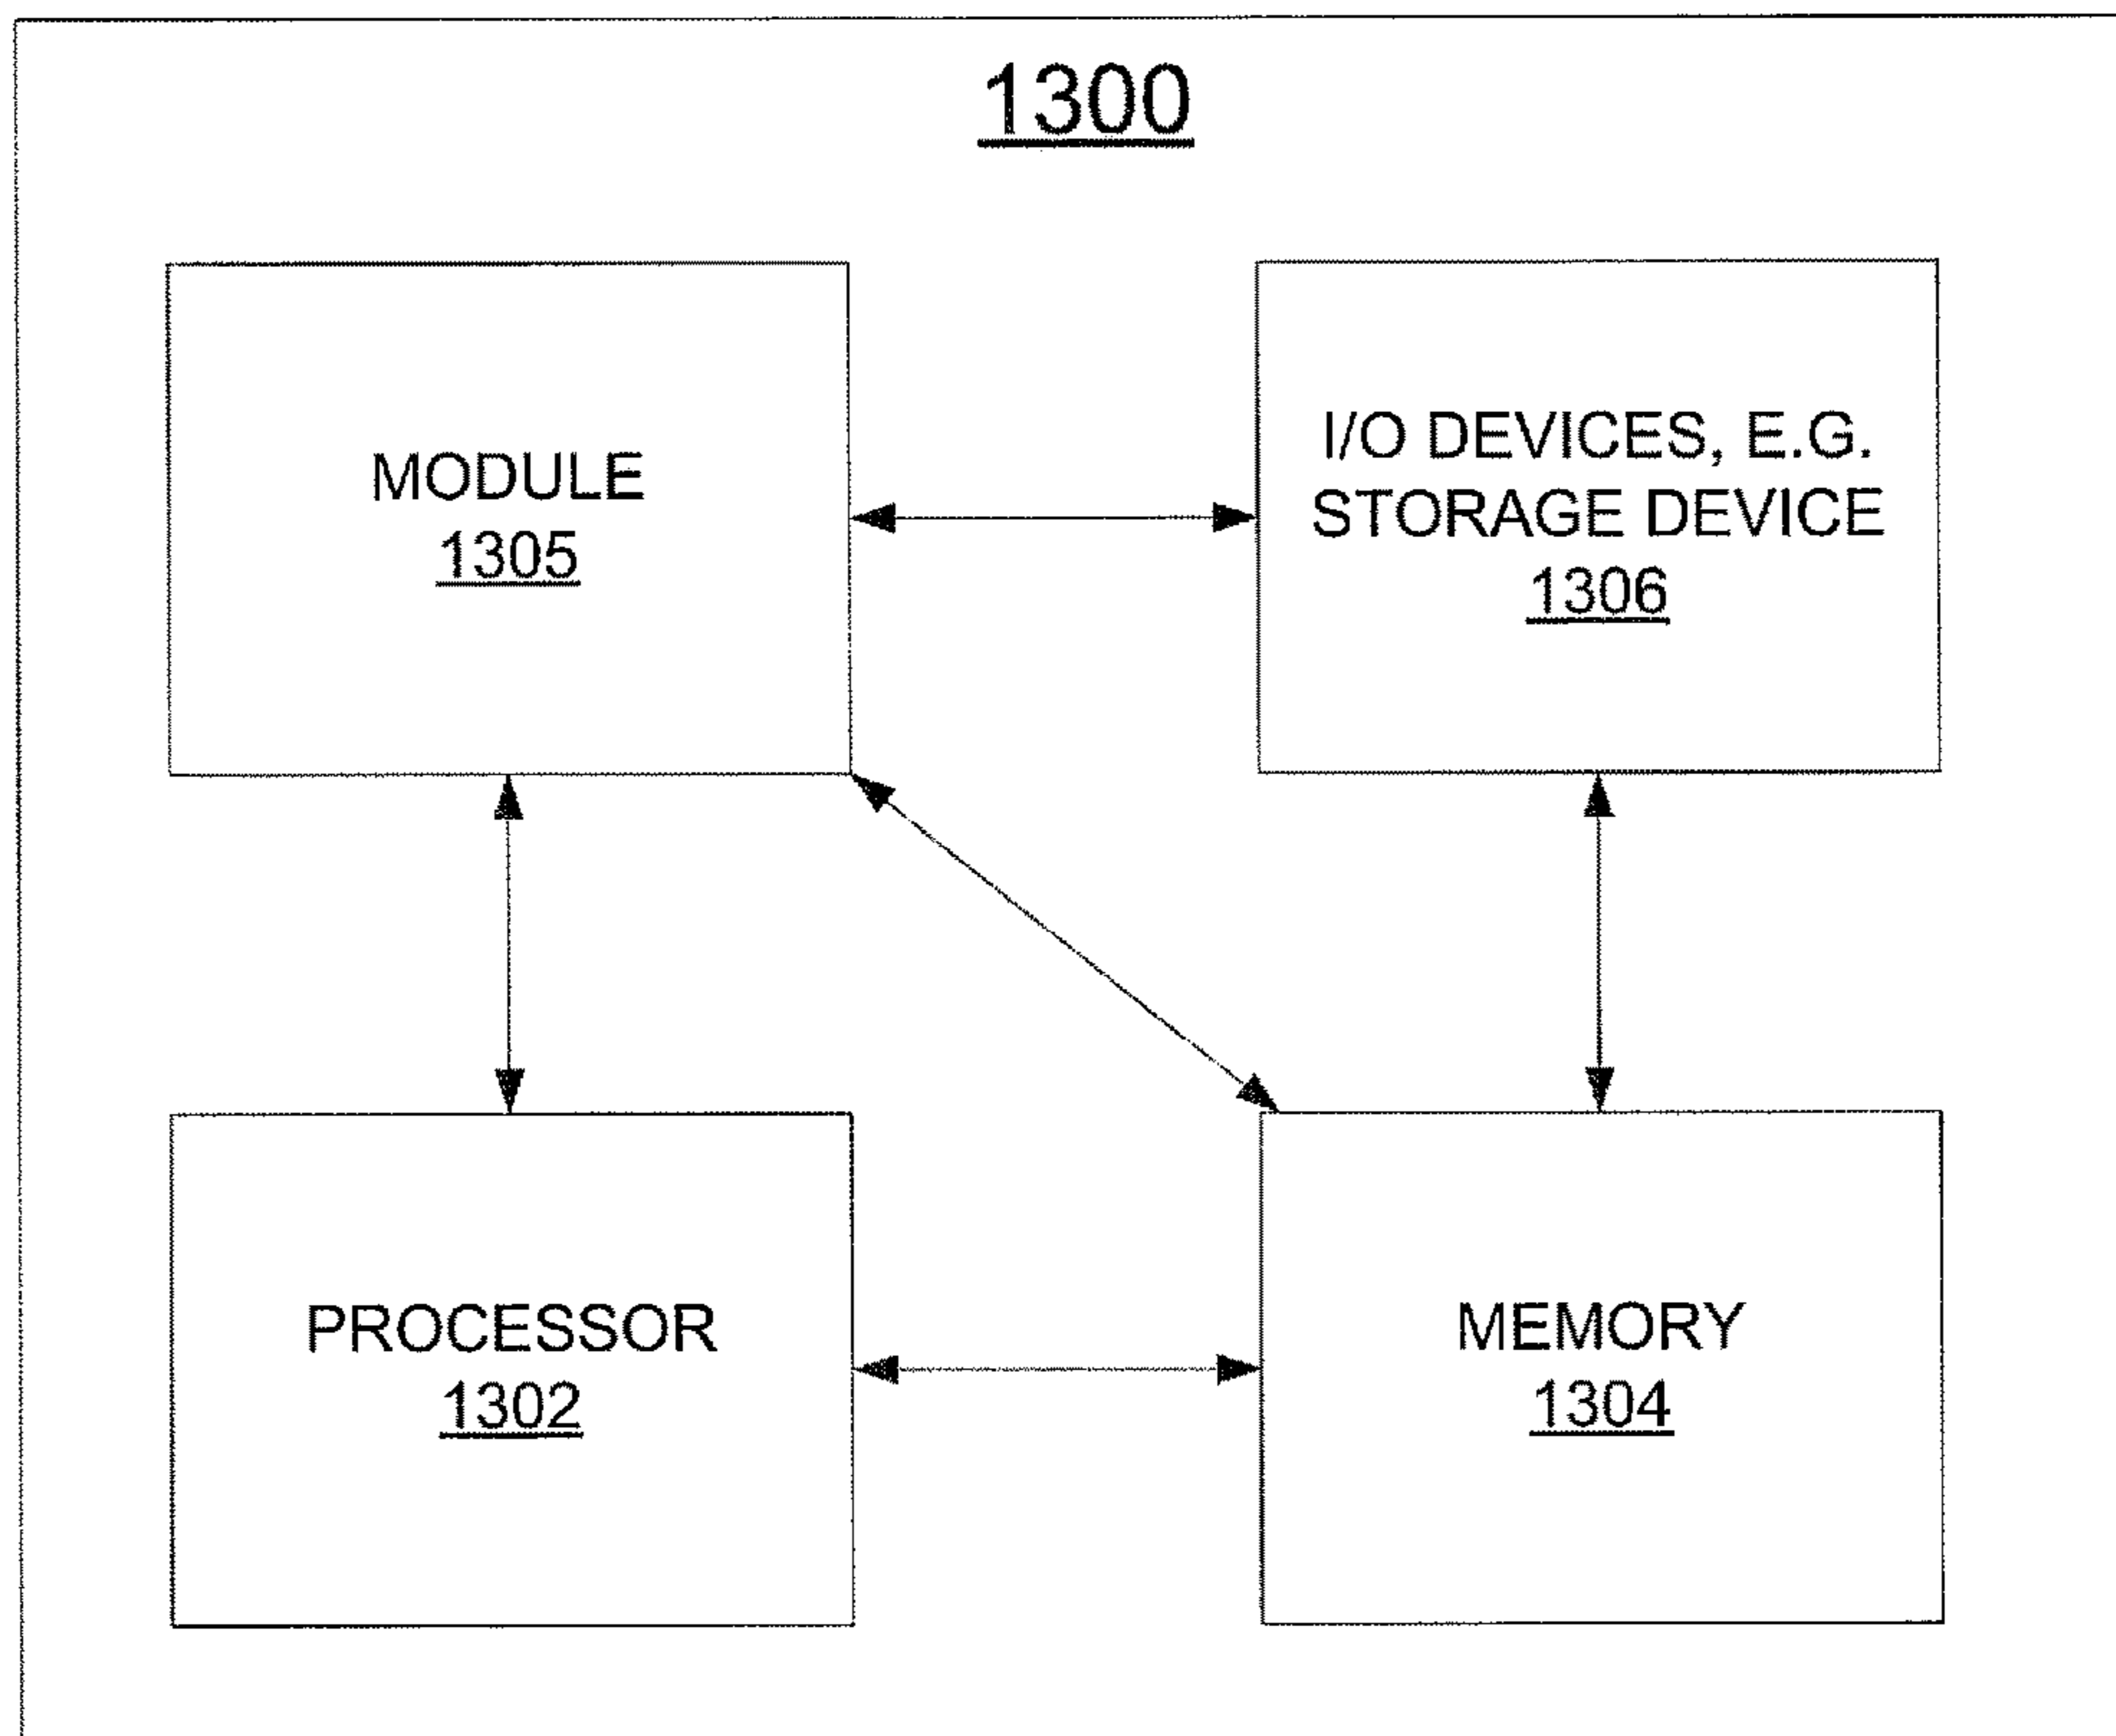 1300
MODULE
1305
I/O DEVICES, E.G.
STORAGE DEVICE
1306
PROCESSOR
1302
MEMORY
1304